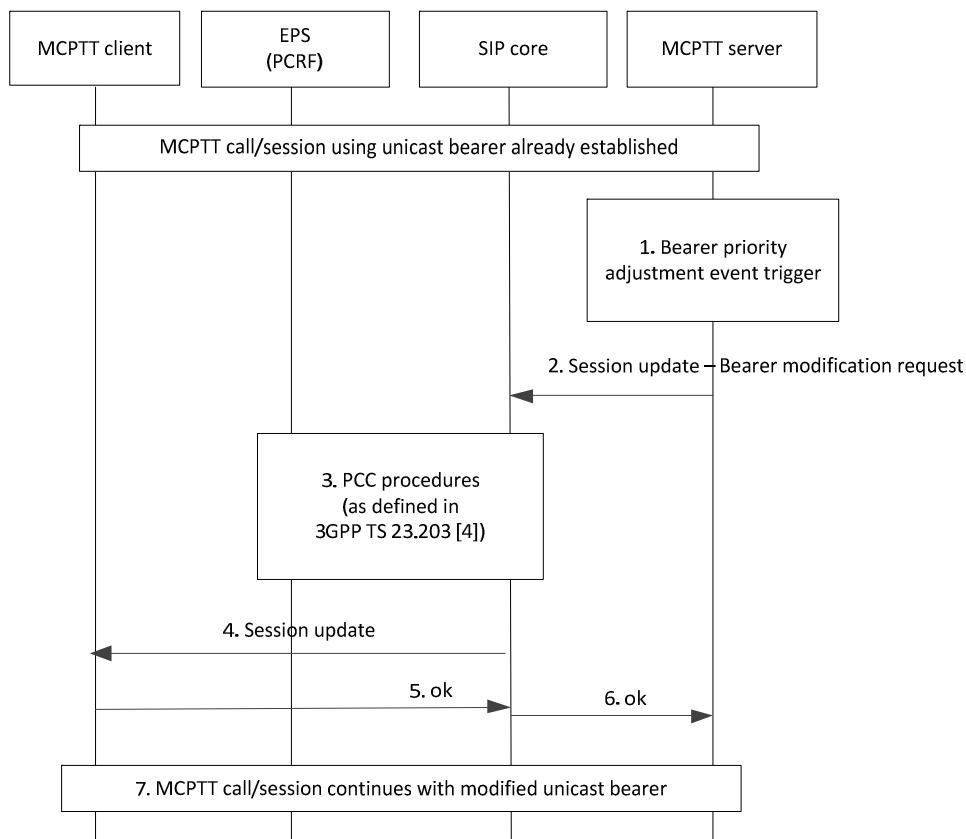 MCPTT client
EPS
(PCRF)
SIP core
MCPTT server
MCPTT call/session using unicast bearer already established
1. Bearer priority
adjustment event trigger
2. Session update – Bearer modification request
3. PCC procedures
(as defined in
3GPP TS 23.203 [4])
4. Session update
5. ok
6. ok
7. MCPTT call/session continues with modified unicast bearer